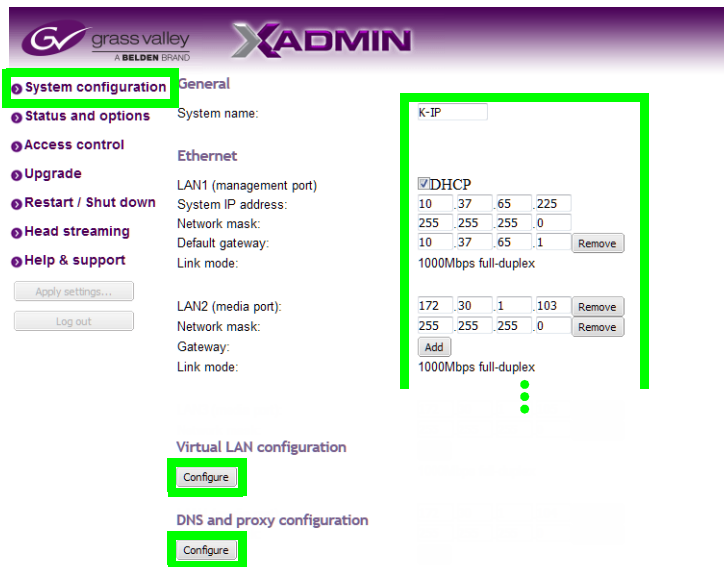 grass valley
A BELDEN BRAND
XADMIN
System configuration
Status and options
Access control
Upgrade
Restart / Shut down
Head streaming
Help & support
Apply settings...
Log out
General
System name: K-IP
Ethernet
LAN1 (management port) DHCP
System IP address: 10 .37 .65 .225
Network mask: 255 .255 .255 .0
Default gateway: 10 .37 .65 .1 Remove
Link mode: 1000Mbps full-duplex
LAN2 (media port): 172 .30 .1 .103 Remove
Network mask: 255 .255 .255 .0 Remove
Gateway: Add
Link mode: 1000Mbps full-duplex
Virtual LAN configuration
Configure
DNS and proxy configuration
Configure